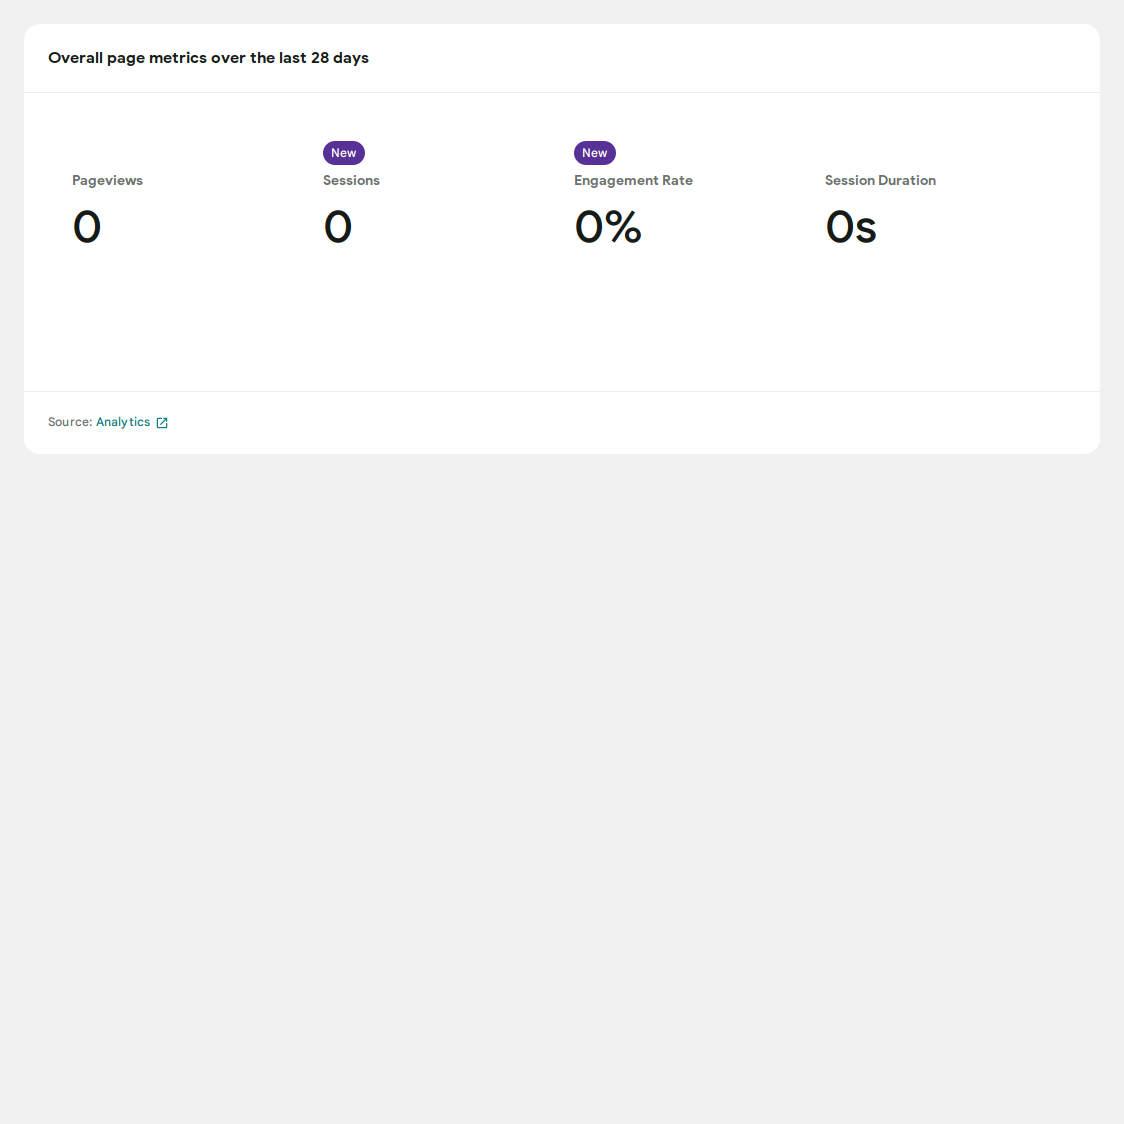 Overall page metrics over the last 28 days
New
New
Pageviews
Sessions
Engagement Rate
Session Duration
0
0
0%
0s
Source: Analytics